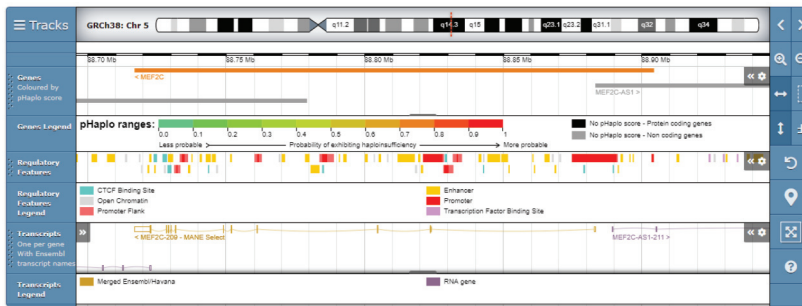 Tracks
GRCh38: Chr 5
q11.2
q14.3
q15
q23.1
q23.2
q31.1
q32
q34
88.70 Mb
88.75 Mb
88.80 Mb
88.85 Mb
88.90 Mb
Genes
Coloured by
pHaplo score
< MEF2C
MEF2C-AS1 >
Genes Legend
pHaplo ranges:
0.0 0.1 0.2 0.3 0.4 0.5 0.6 0.7 0.8 0.9 1
Less probable
Probability of exhibiting haploinsufficiency
More probable
No pHaplo score - Protein coding genes
No pHaplo score - Non coding genes
Regulatory
Features
Regulatory
Features
Legend
CTCF Binding Site
Open Chromatin
Promoter Flank
Enhancer
Promoter
Transcription Factor Binding Site
Transcripts
One per gene
With Ensembl
transcript names
< MEF2C-209 - MANE Select
MEF2C-AS1-211 >
Transcripts
Legend
Merged Ensembl/Havana
RNA gene